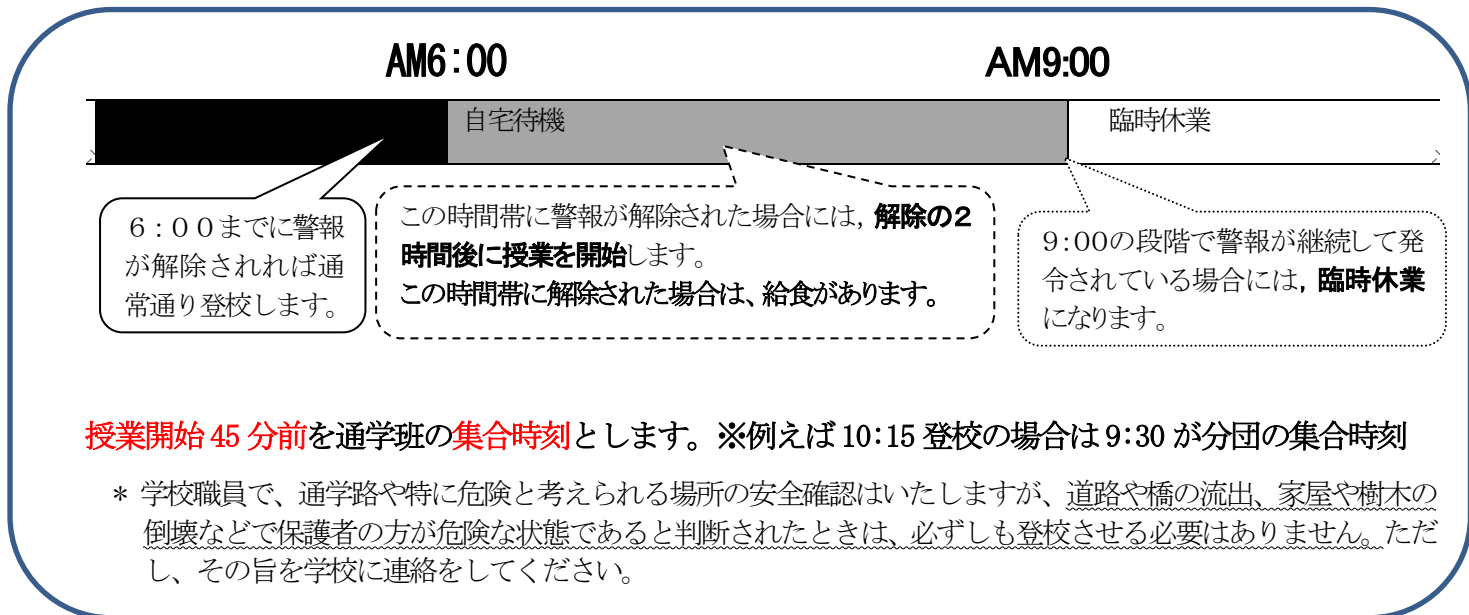 AM6：00
AM9:00
自宅待機
臨時休業
６：００までに警報
が解除されれば通
常通り登校します。
この時間帯に警報が解除された場合には，解除の２
時間後に授業を開始します。
この時間帯に解除された場合は、給食があります。
９：００の段階で警報が継続して発
令されている場合には，臨時休業
になります。
授業開始 45 分前を通学班の集合時刻とします。※例えば 10：15 登校の場合は 9:30 が分団の集合時刻
＊ 学校職員で、通学路や特に危険と考えられる場所の安全確認はいたしますが、道路や橋の流出、家屋や樹木の
倒壊などで保護者の方が危険な状態であると判断されたときは、必ずしも登校させる必要はありません。ただ
し、その旨を学校に連絡をしてください。